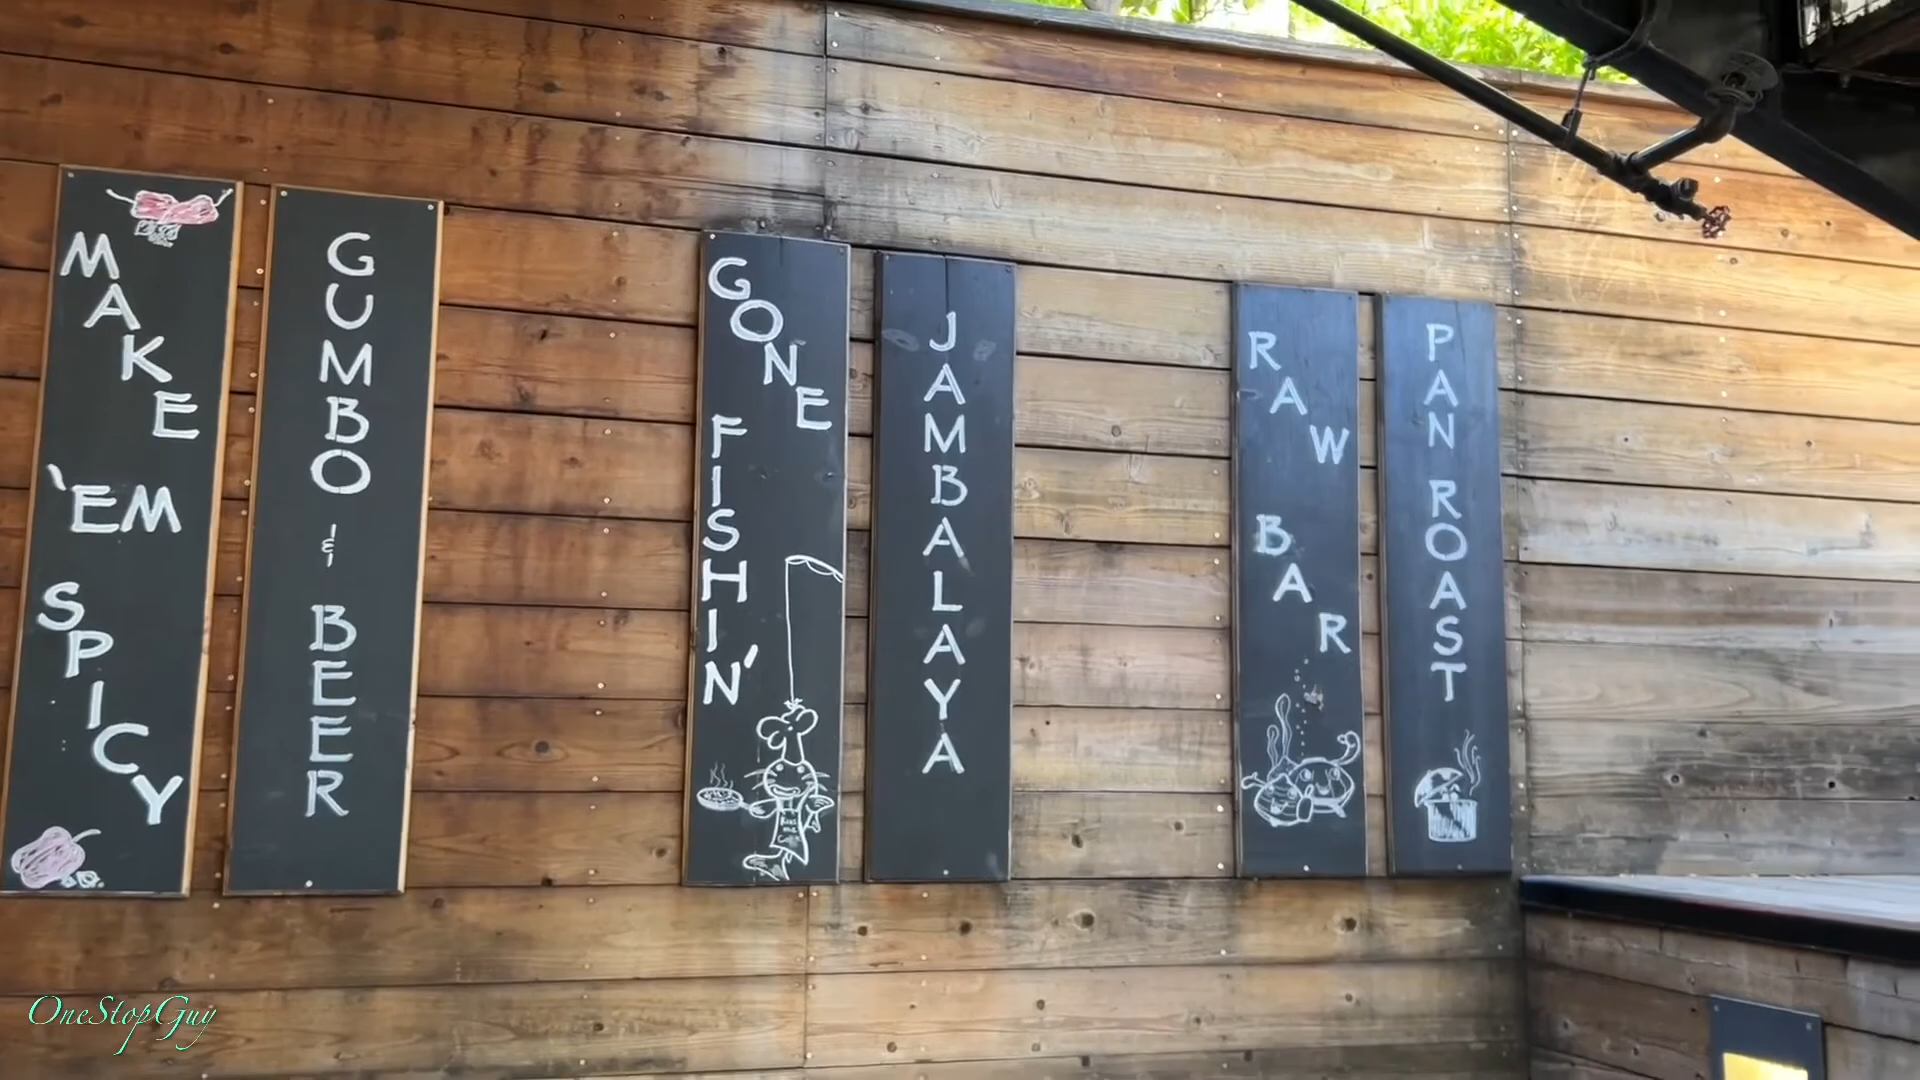 MAKE 'EM SPICY
GUMBO & BEER
GONE FISHIN'
JAMBALAYA
RAW BAR
PAN ROAST
OneStopGuy